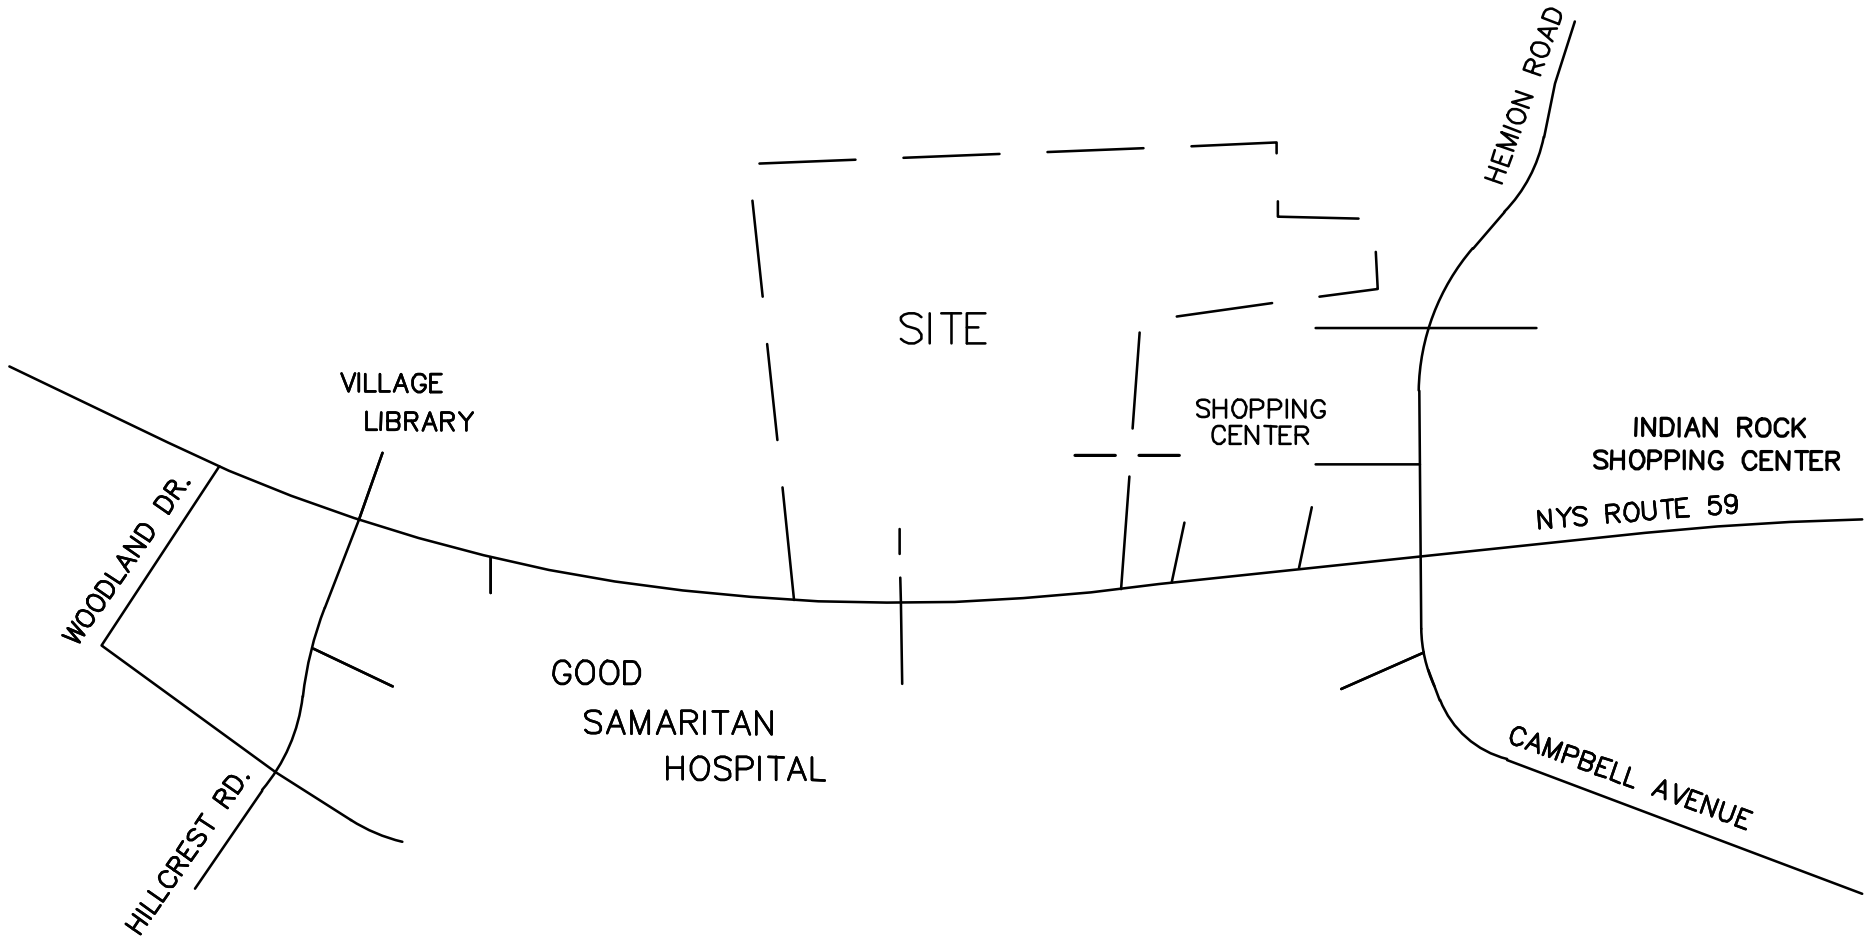 HEMION ROAD
SITE
VILLAGE
LIBRARY
SHOPPING
CENTER
INDIAN ROCK
SHOPPING CENTER
NYS ROUTE 59
WOODLAND DR.
GOOD
SAMARITAN
HOSPITAL
CAMPBELL AVENUE
HILLCREST RD.